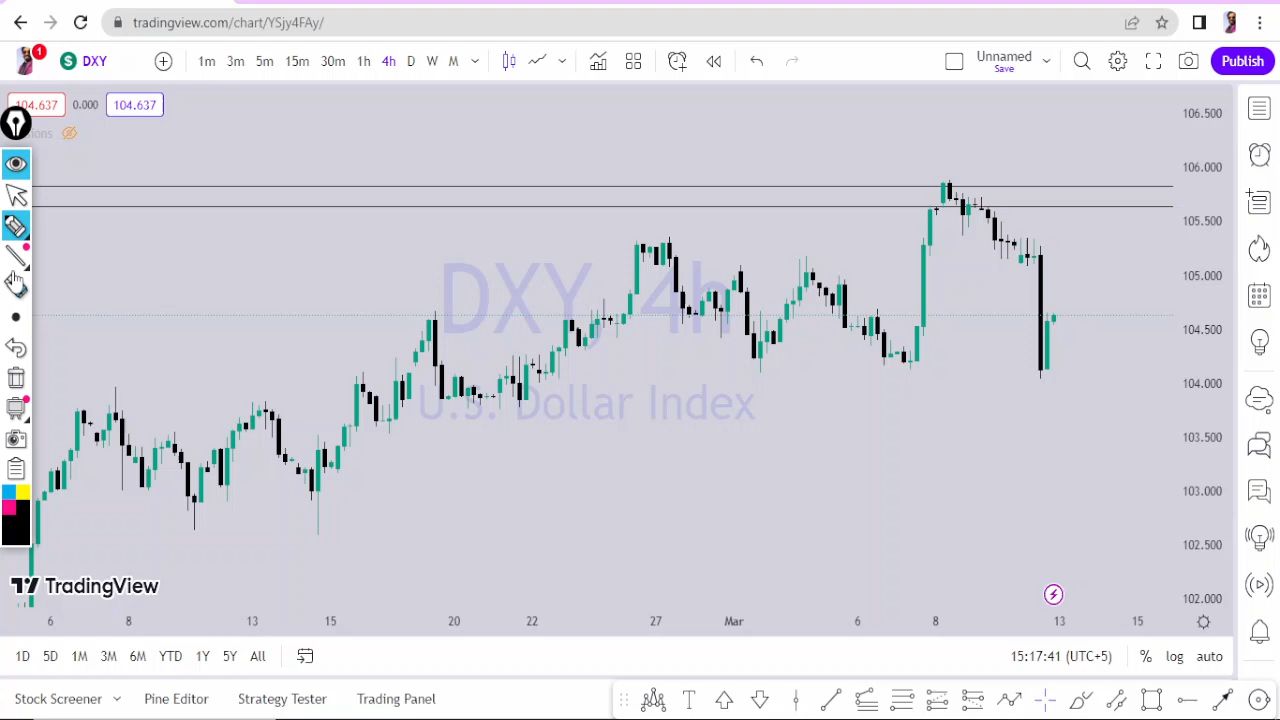 tradingview.com/chart/YSjy4FAy/
1 S DXY 1m 3m 5m 15m 30m 1h 4h D W M Unnamed Save Publish
104.637 0.000 104.637
ions
106.500
106.000
105.500
105.000
104.500
104.000
103.500
103.000
102.500
102.000
DXY, 4h
U.S. Dollar Index
TradingView
6 8 13 15 20 22 27 Mar 6 8 13 15
1D 5D 1M 3M 6M YTD 1Y 5Y All 15:17:41 (UTC+5) % log auto
Stock Screener Pine Editor Strategy Tester Trading Panel